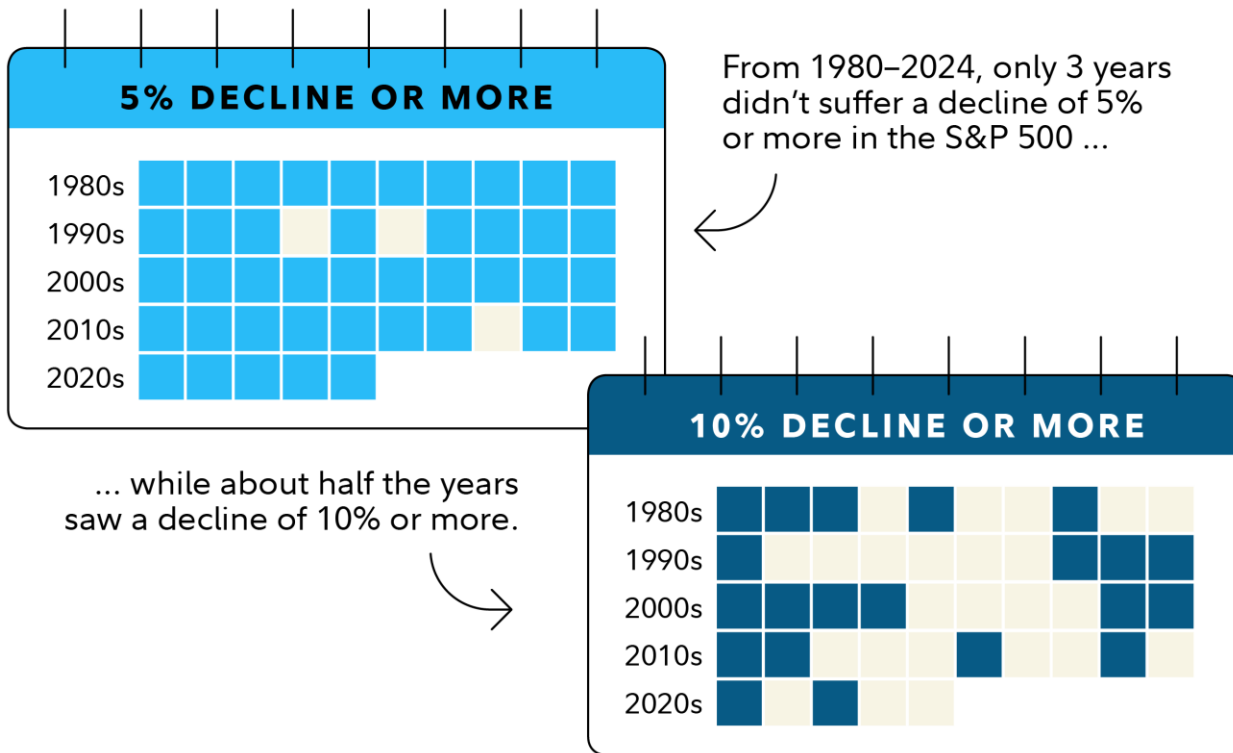 5% DECLINE OR MORE
1980s
1990s
2000s
2010s
2020s
From 1980–2024, only 3 years
didn’t suffer a decline of 5%
or more in the S&P 500 ...
... while about half the years
saw a decline of 10% or more.
10% DECLINE OR MORE
1980s
1990s
2000s
2010s
2020s